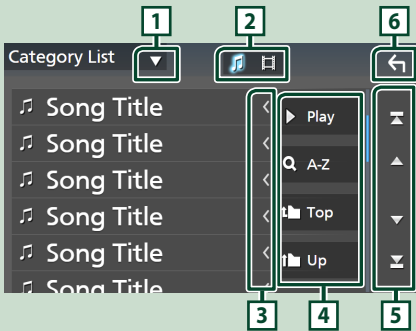 1 2 6
Category List
Song Title
Song Title
Song Title
Song Title
Song Title
Song Title
Play
A-Z
Top
Up
3 4 5